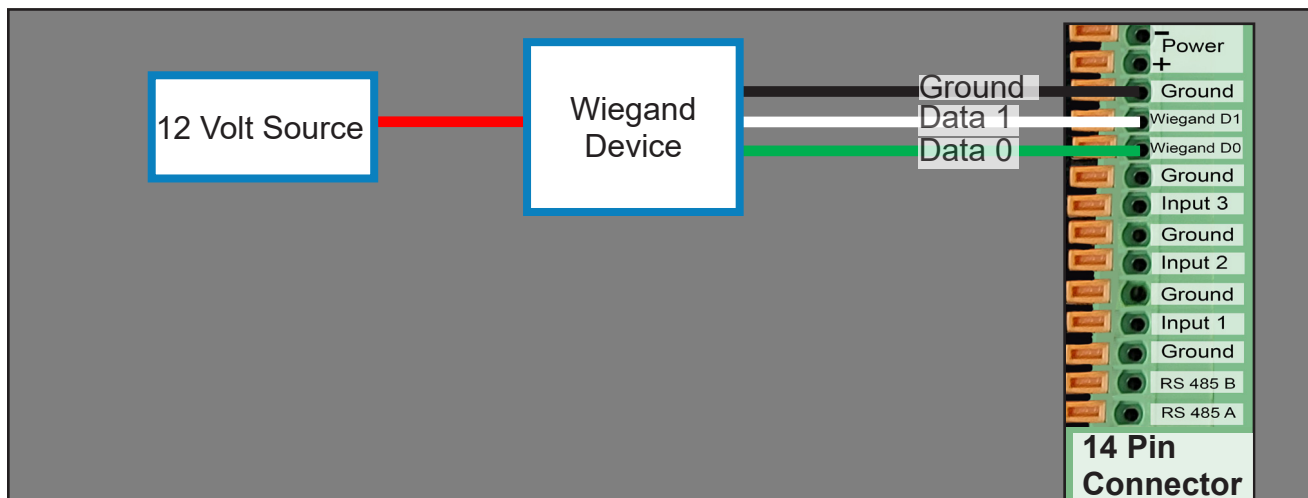 12 Volt Source
Wiegand
Device
Ground
Data 1
Data 0
-
Power
+
Ground
Wiegand D1
Wiegand D0
Ground
Input 3
Ground
Input 2
Ground
Input 1
Ground
RS 485 B
RS 485 A
14 Pin
Connector